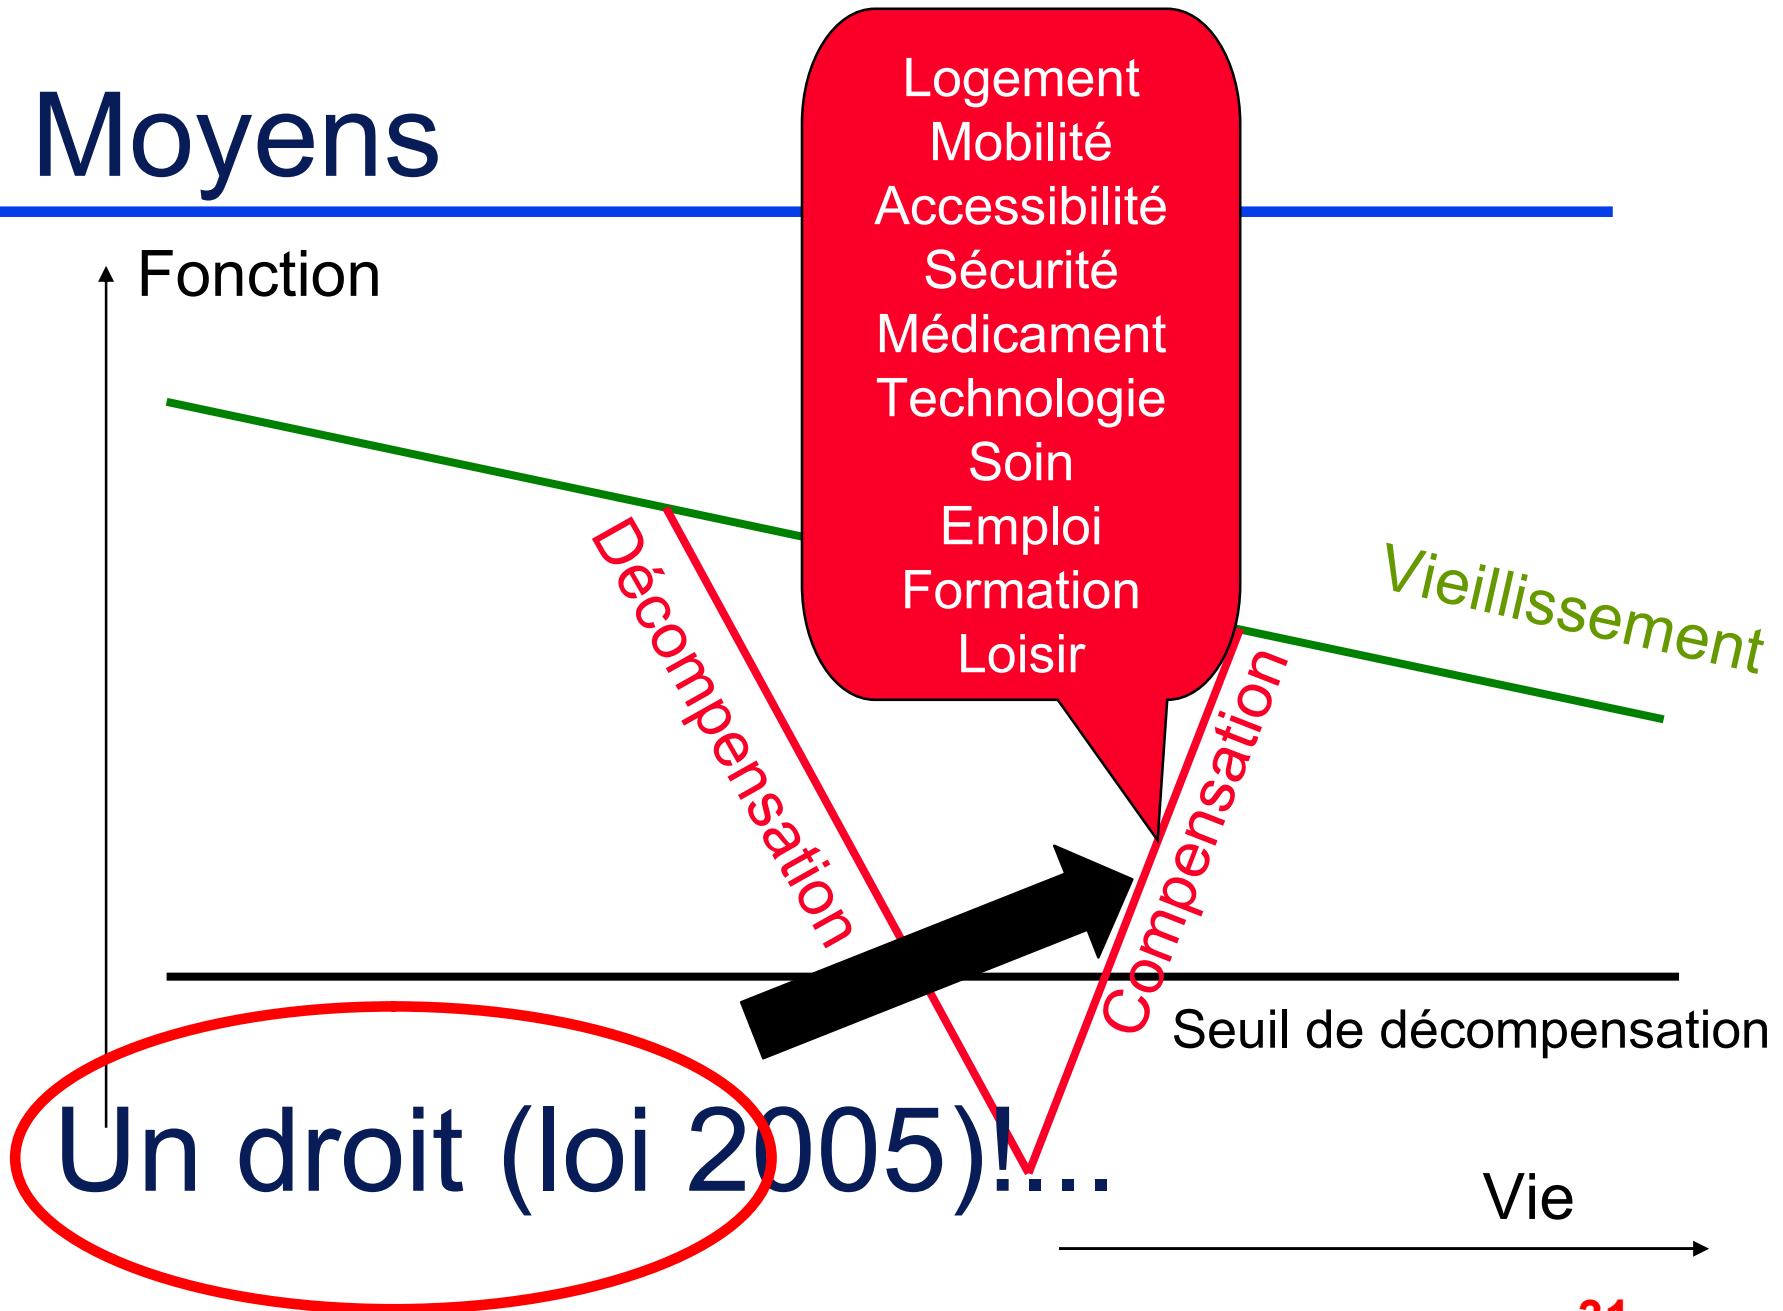 Moyens
Logement
Mobilité
Accessibilité
Sécurité
Médicament
Technologie
Soin
Emploi
Formation
Loisir
Fonction
Décompensation
Vieillissement
Compensation
Seuil de décompensation
Un droit (loi 2005)!...
Vie